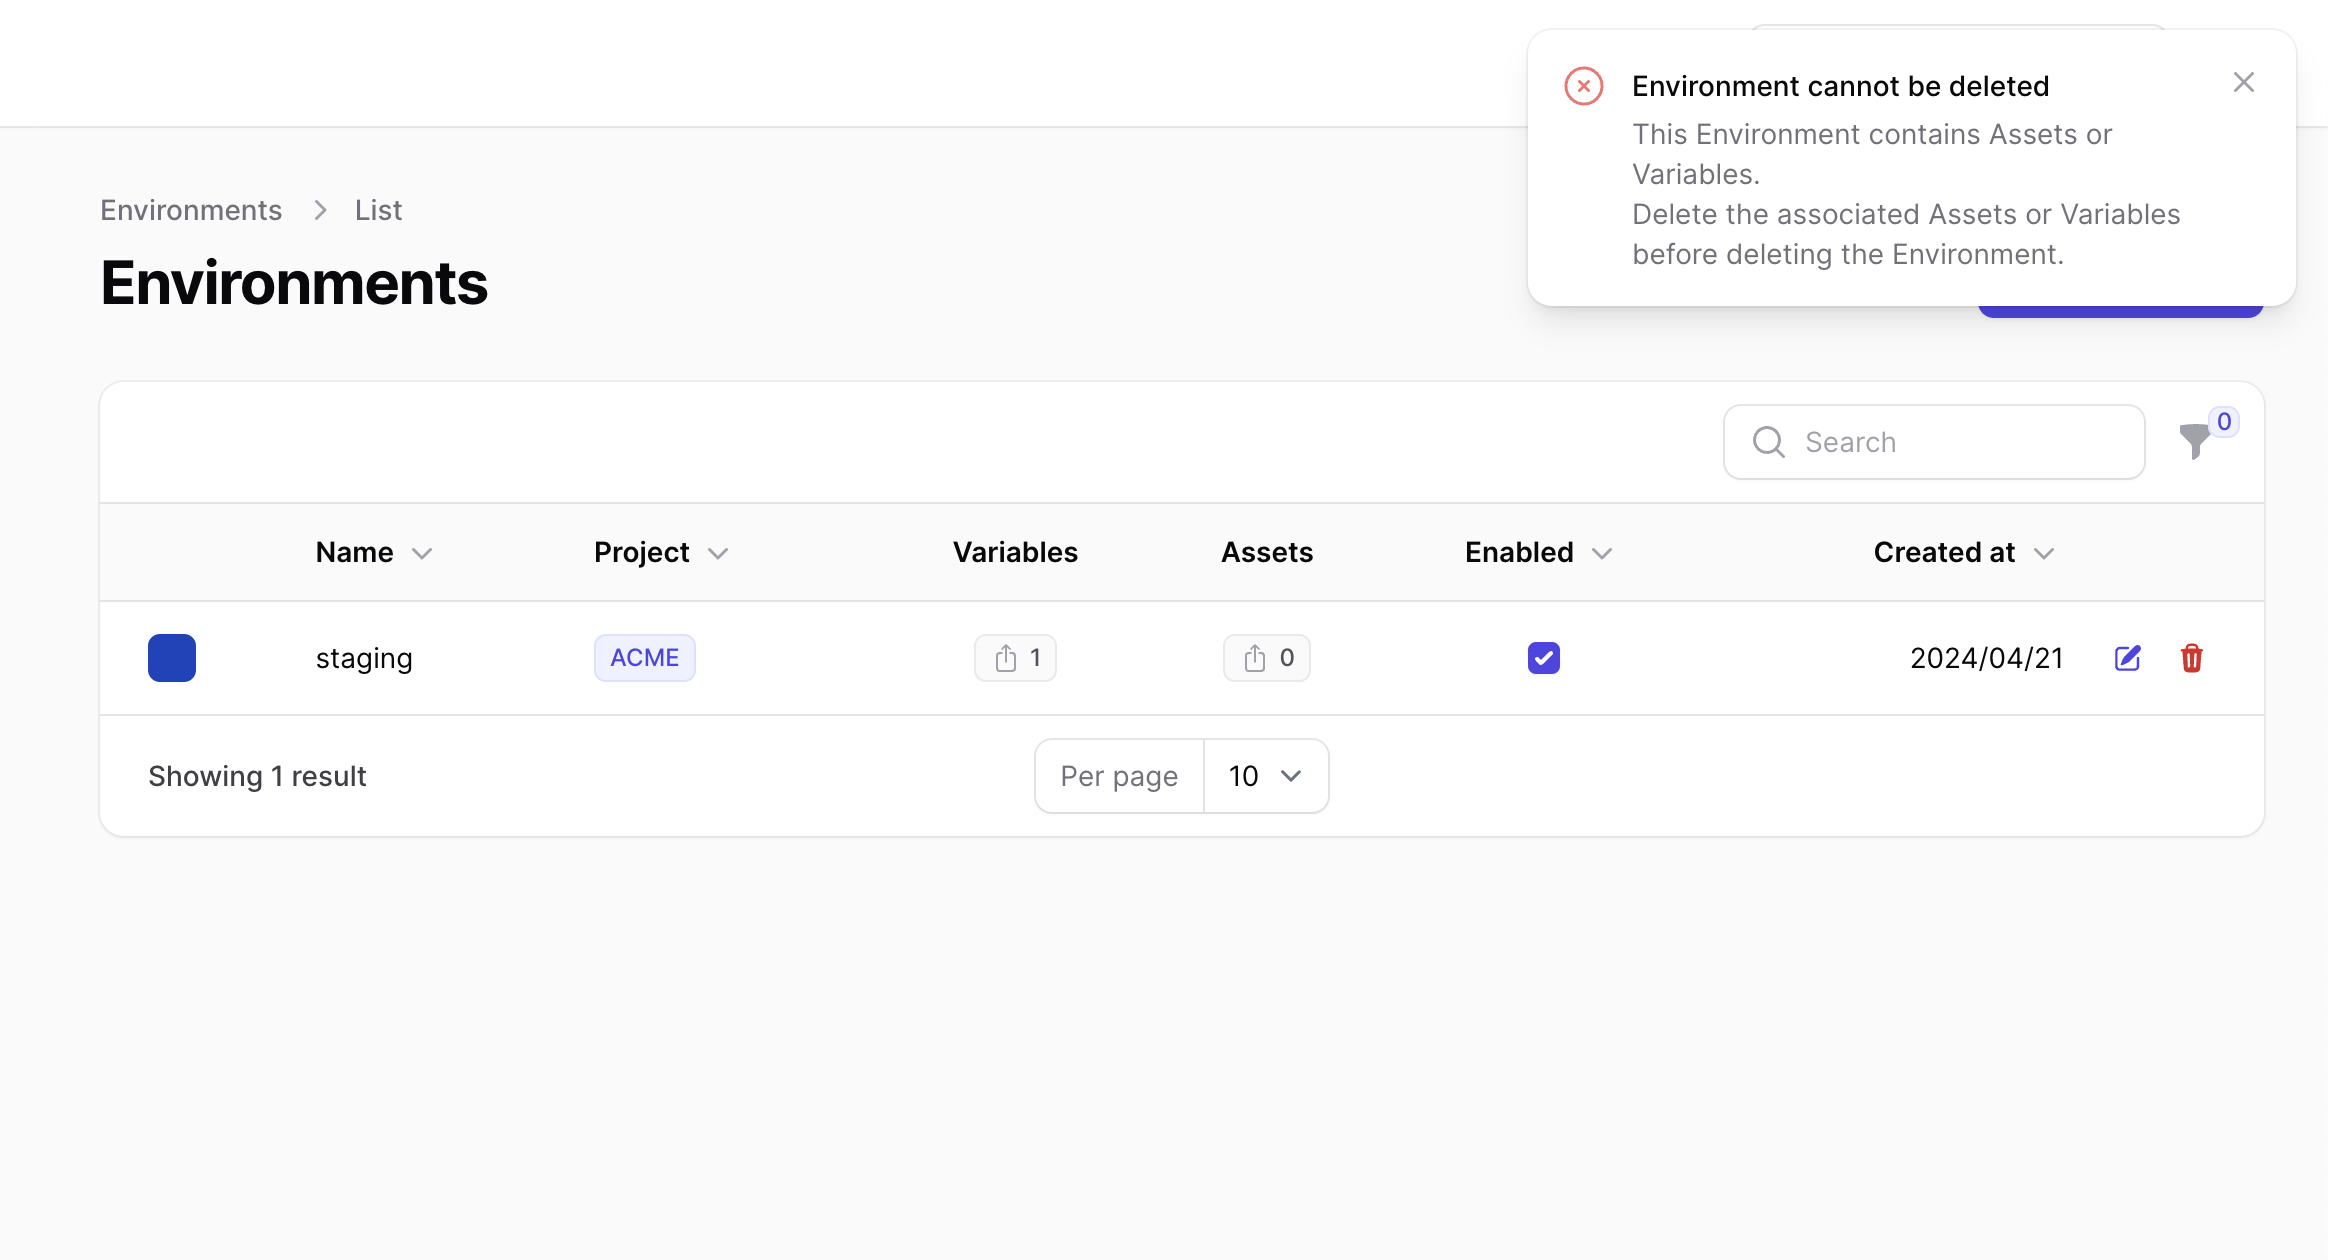 Environment cannot be deleted
This Environment contains Assets or
Variables.
Delete the associated Assets or Variables
before deleting the Environment.
Environments List
Environments
Search 0
Name Project Variables Assets Enabled Created at
staging ACME 1 0 2024/04/21
Showing 1 result Per page 10